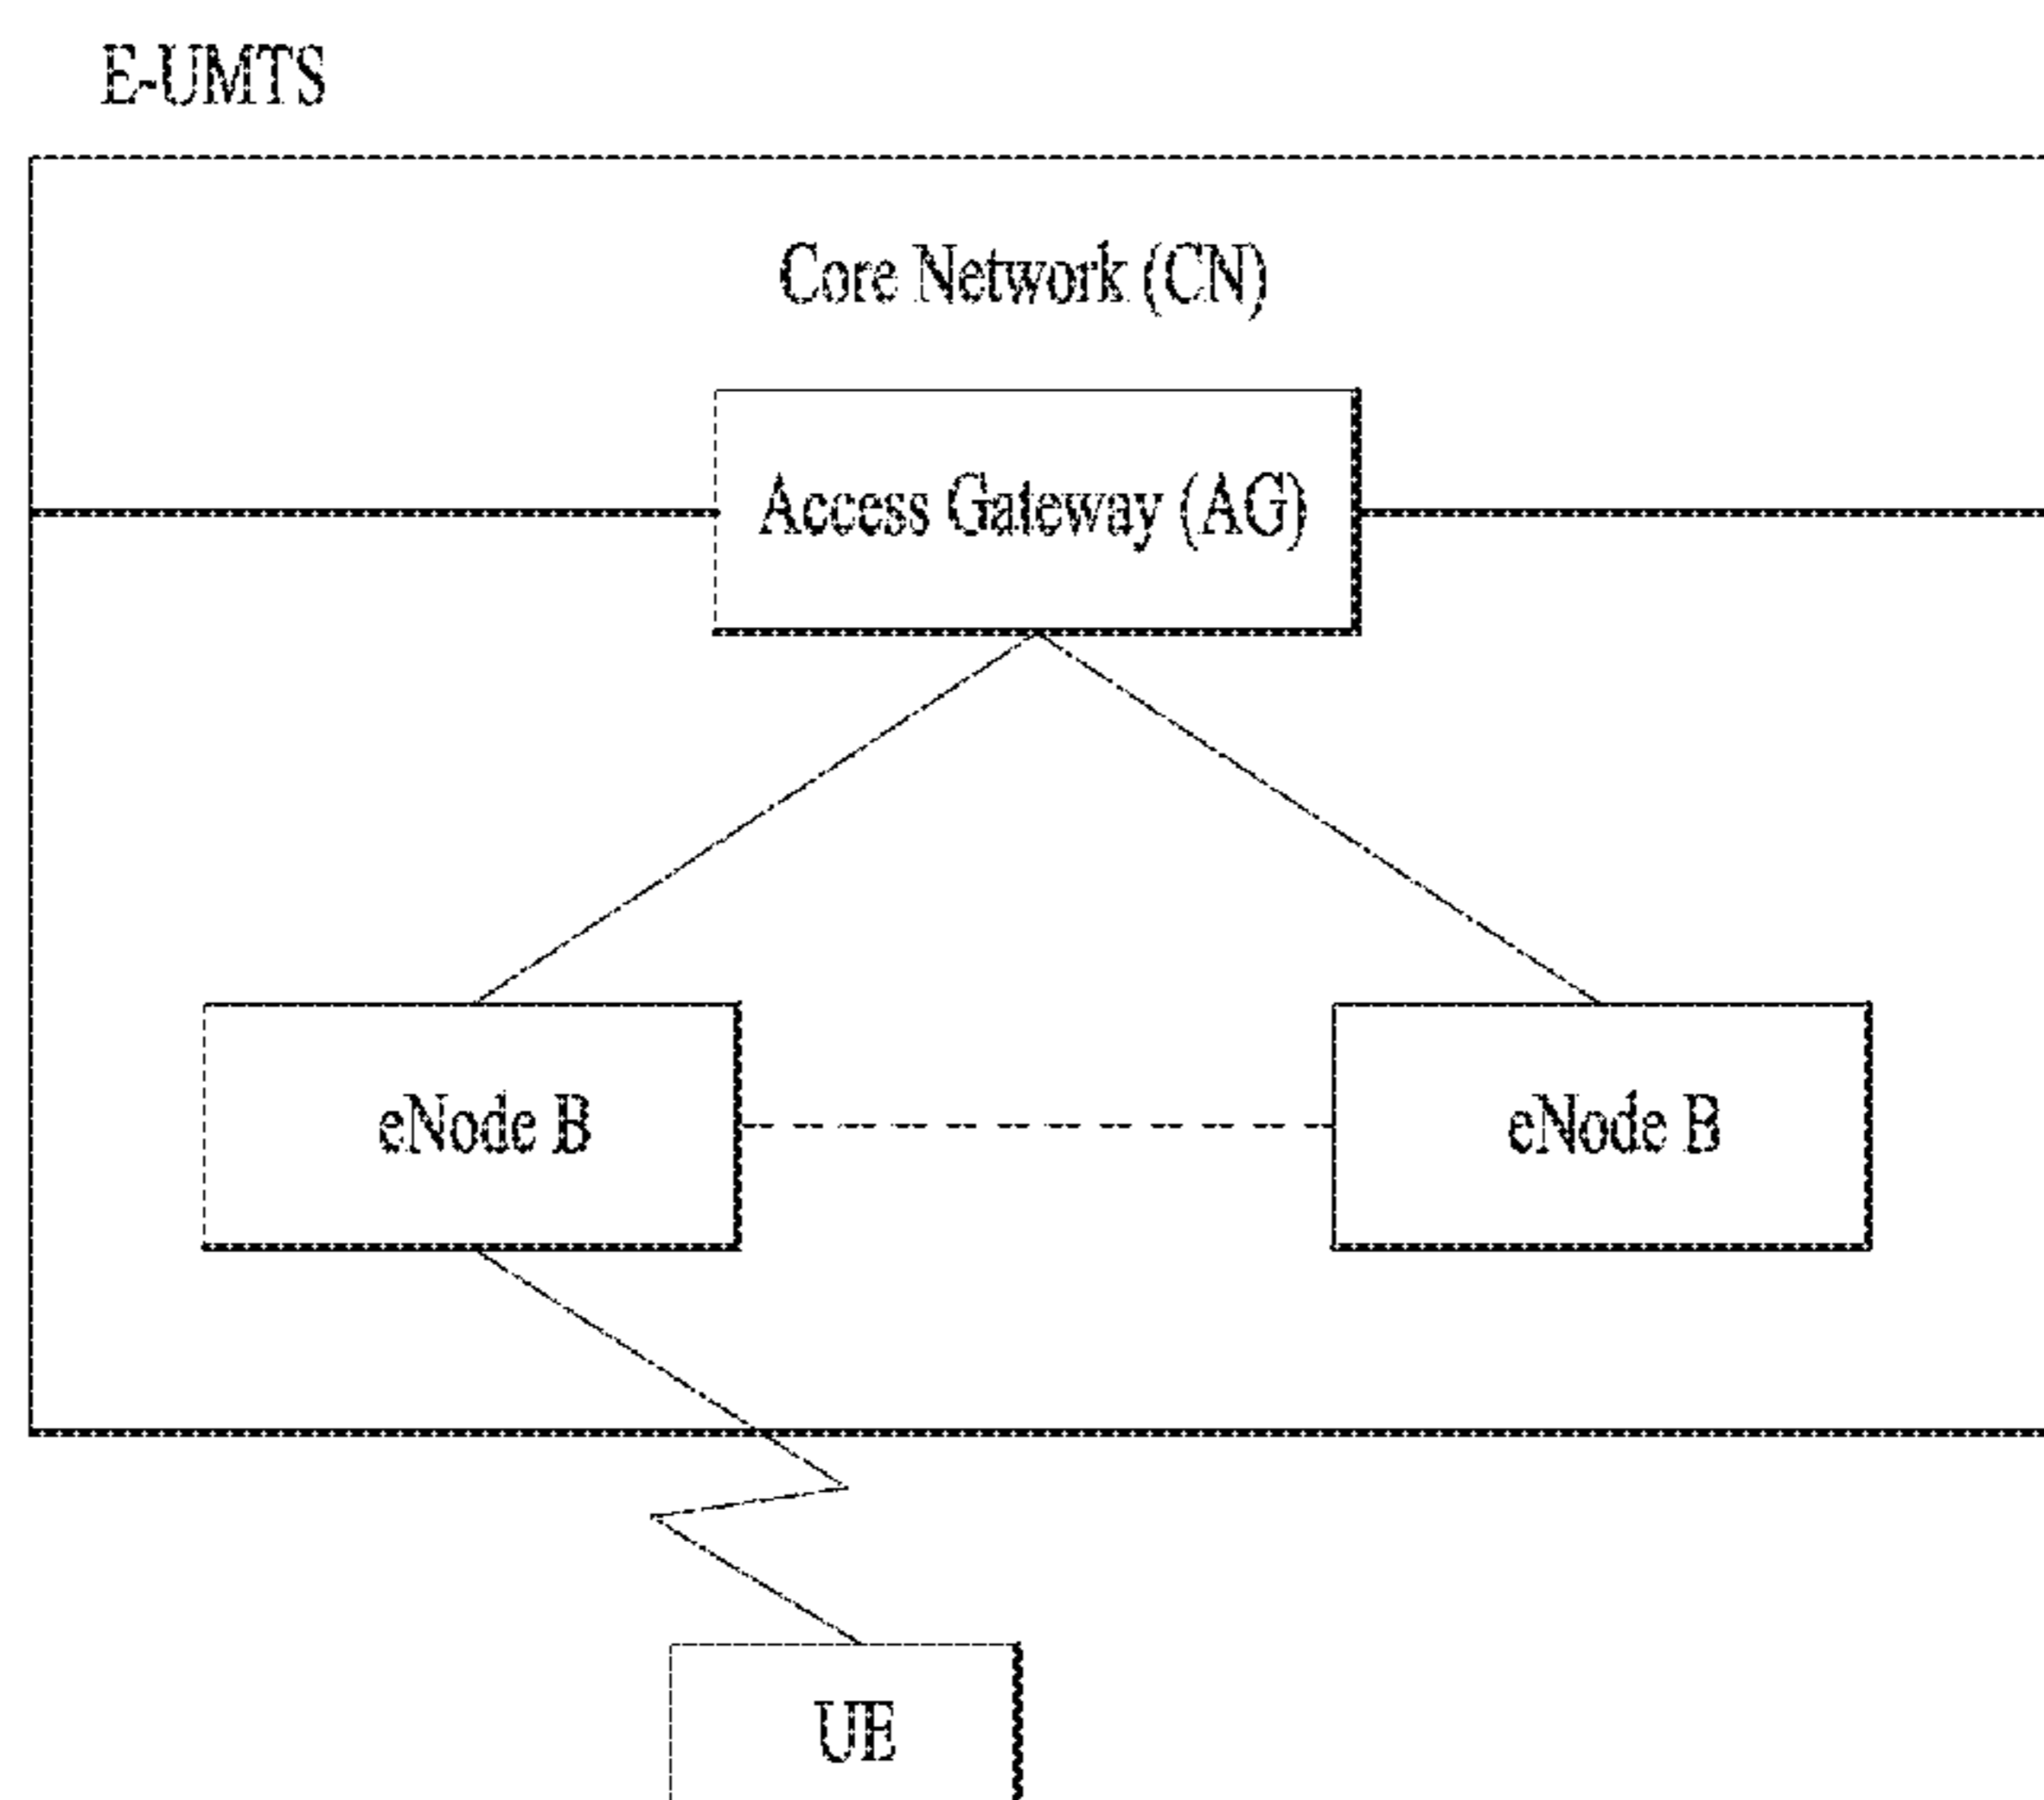 E-UMTS
Core Network (CN)
Access Gateway (AG)
eNode B
eNode B
UE